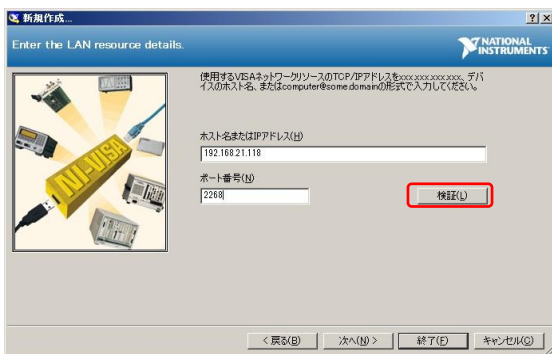 新規作成...
Enter the LAN resource details.
NATIONAL
INSTRUMENTS
使用するVISAネットワークリソースのTCP/IPアドレスをxxx.xxx.xxx.xxx、デバ
イスのホスト名、またはcomputer@some.domainの形式で入力してください。
ホスト名またはIPアドレス(H)
192.168.21.118
ポート番号(N)
2268
検証(L)
NI-VISA
< 戻る(B)
次へ(N) >
終了(F)
キャンセル(C)